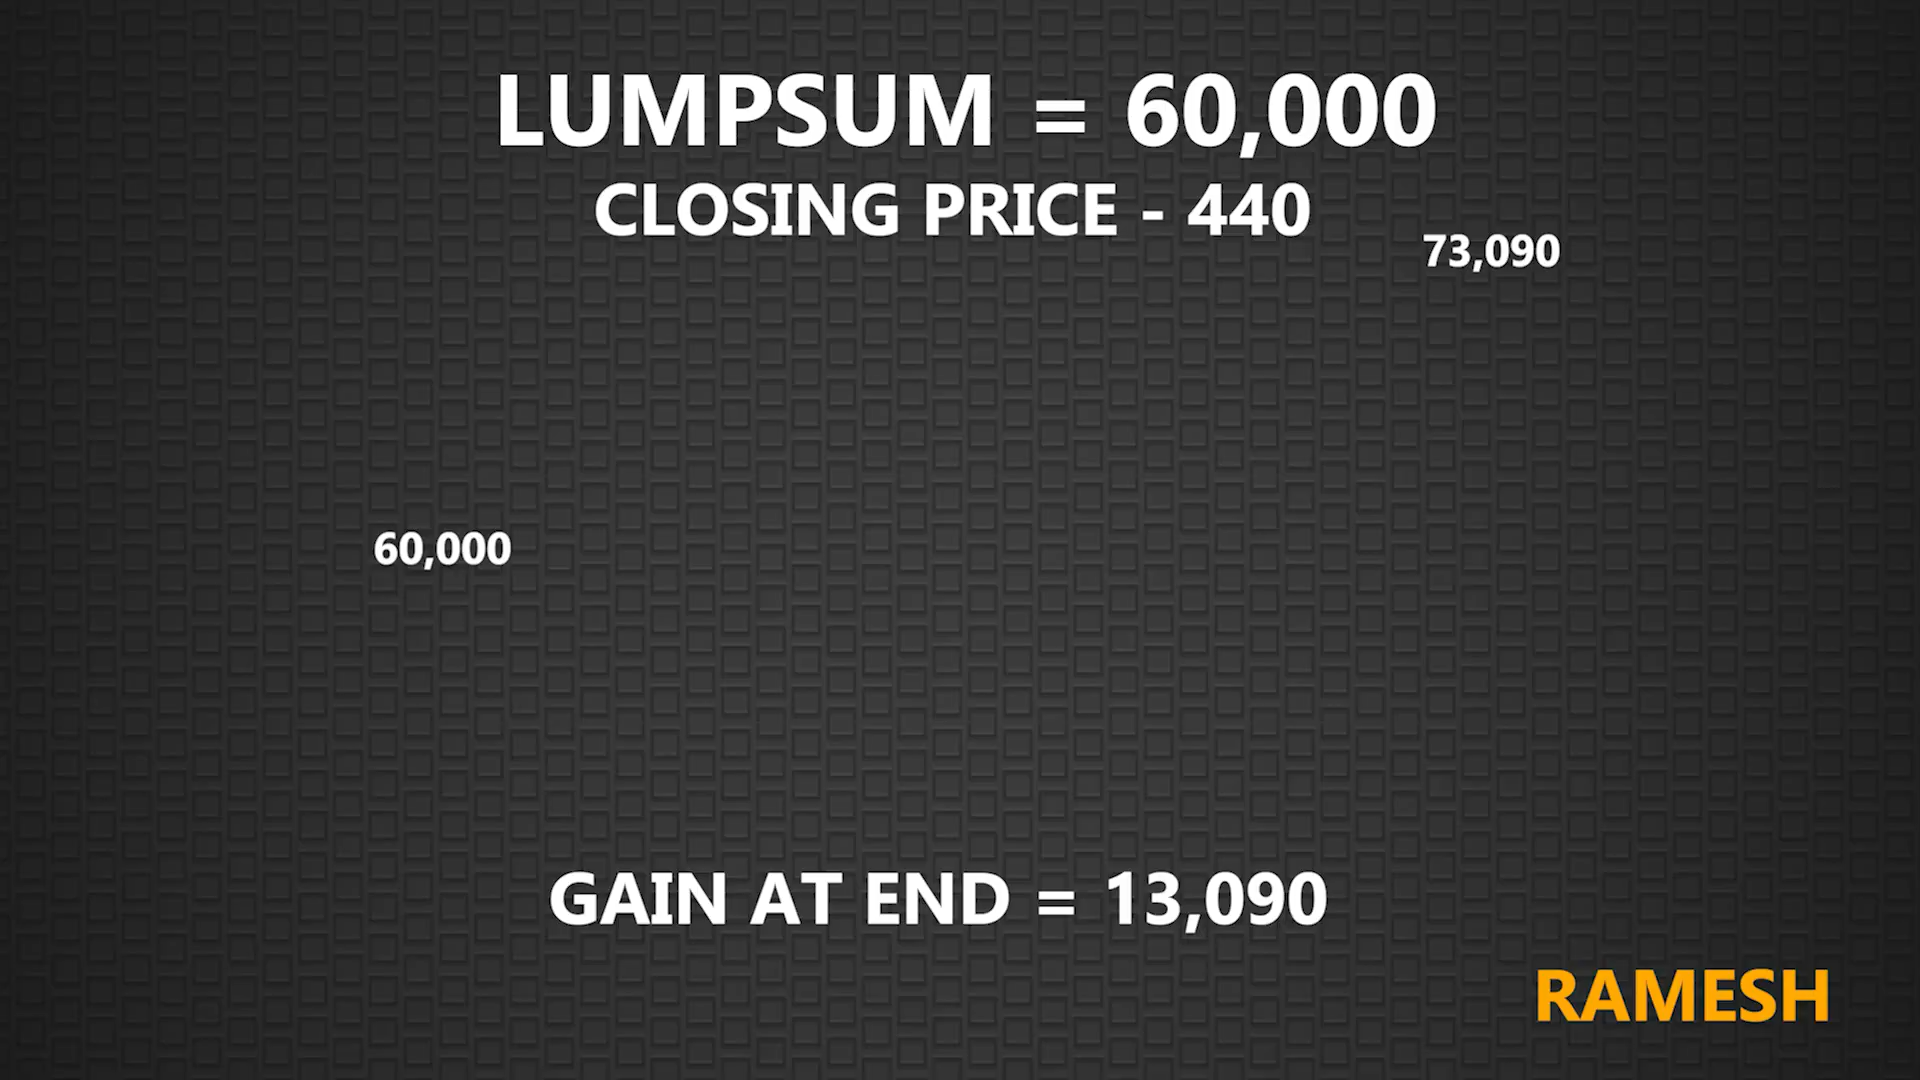 LUMPSUM = 60,000
CLOSING PRICE - 440
73,090
60,000
GAIN AT END = 13,090
RAMESH